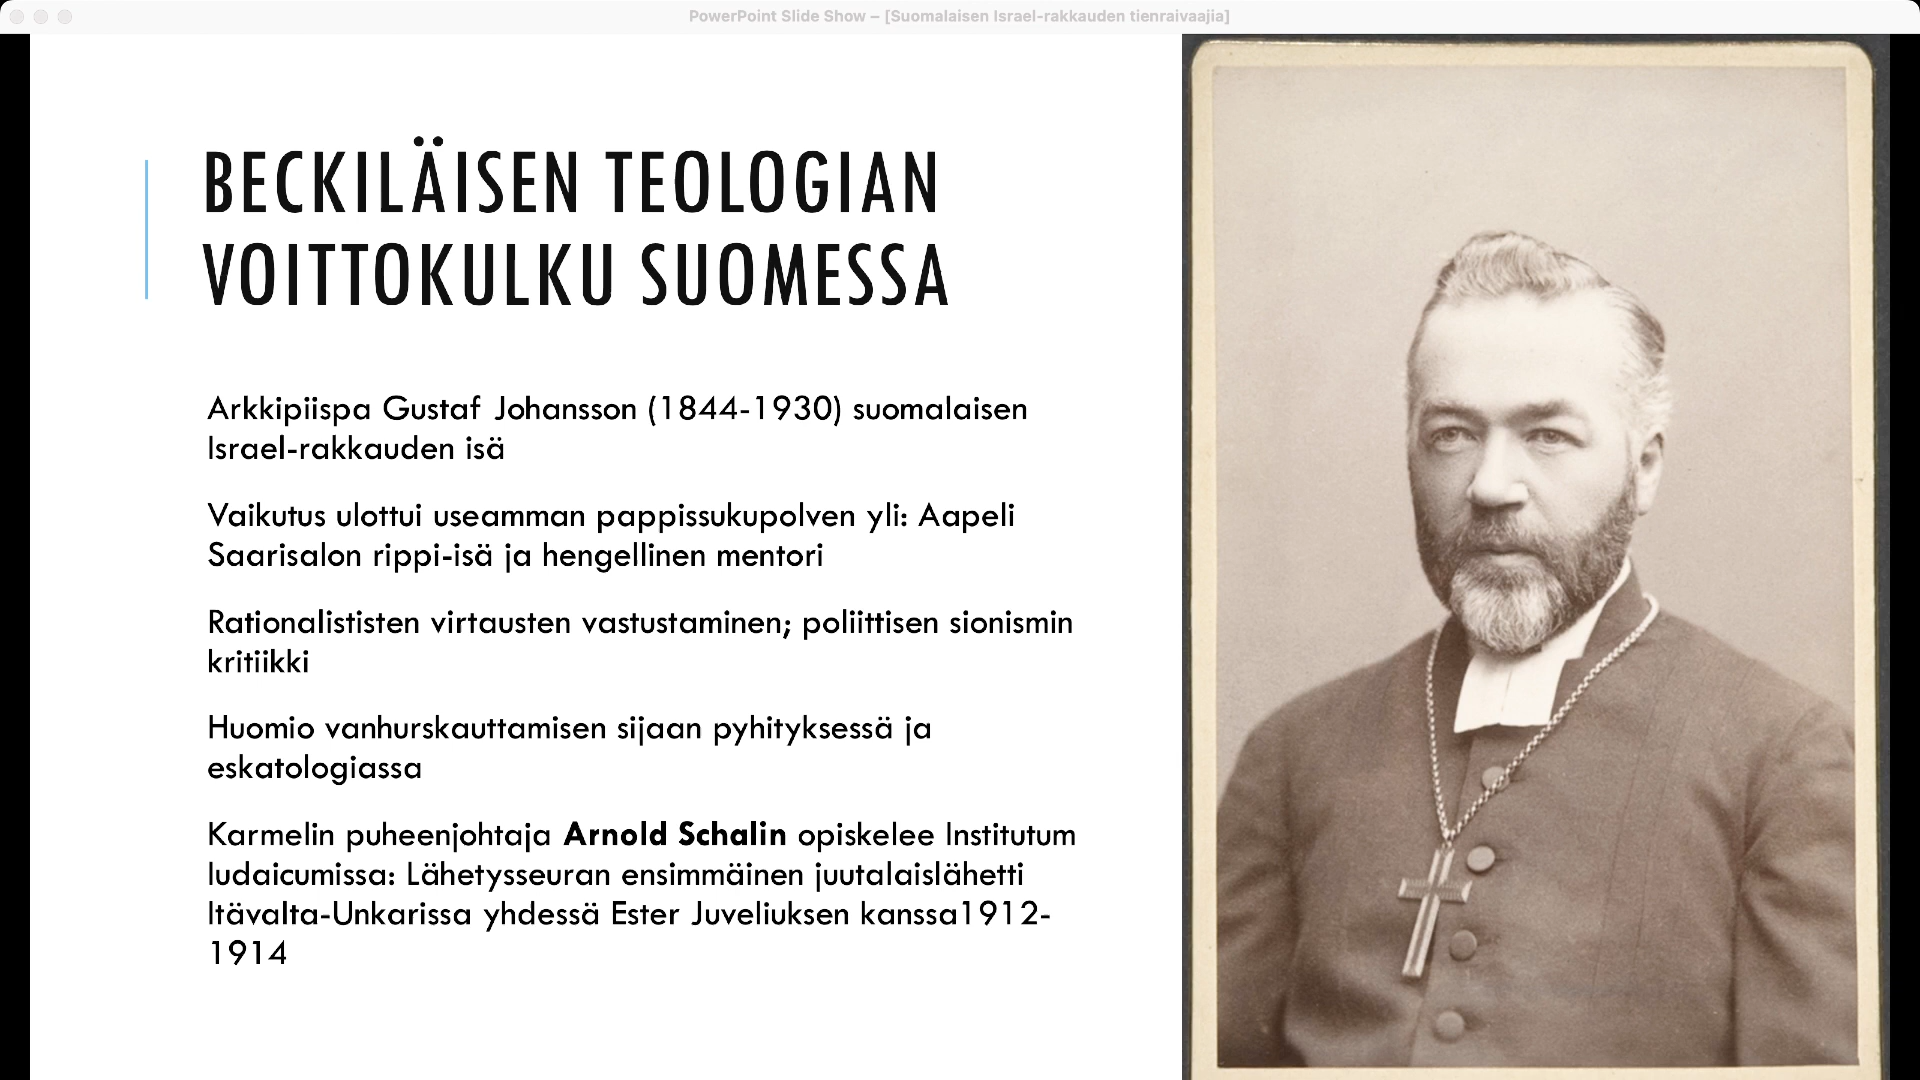 PowerPoint Slide Show – [Suomalaisen Israel-rakkauden tienraivaajia]
BECKILÄISEN TEOLOGIAN
VOITTOKULKU SUOMESSA
Arkkipiispa Gustaf Johansson (1844-1930) suomalaisen
Israel-rakkauden isä
Vaikutus ulottui useamman pappissukupolven yli: Aapeli
Saarisalon rippi-isä ja hengellinen mentori
Rationalististen virtausten vastustaminen; poliittisen sionismin
kritiikki
Huomio vanhurskauttamisen sijaan pyhityksessä ja
eskatologiassa
Karmelin puheenjohtaja Arnold Schalin opiskelee Institutum
Iudaicumissa: Lähetysseuran ensimmäinen juutalaislähetti
Itävalta-Unkarissa yhdessä Ester Juveliuksen kanssa1912-
1914